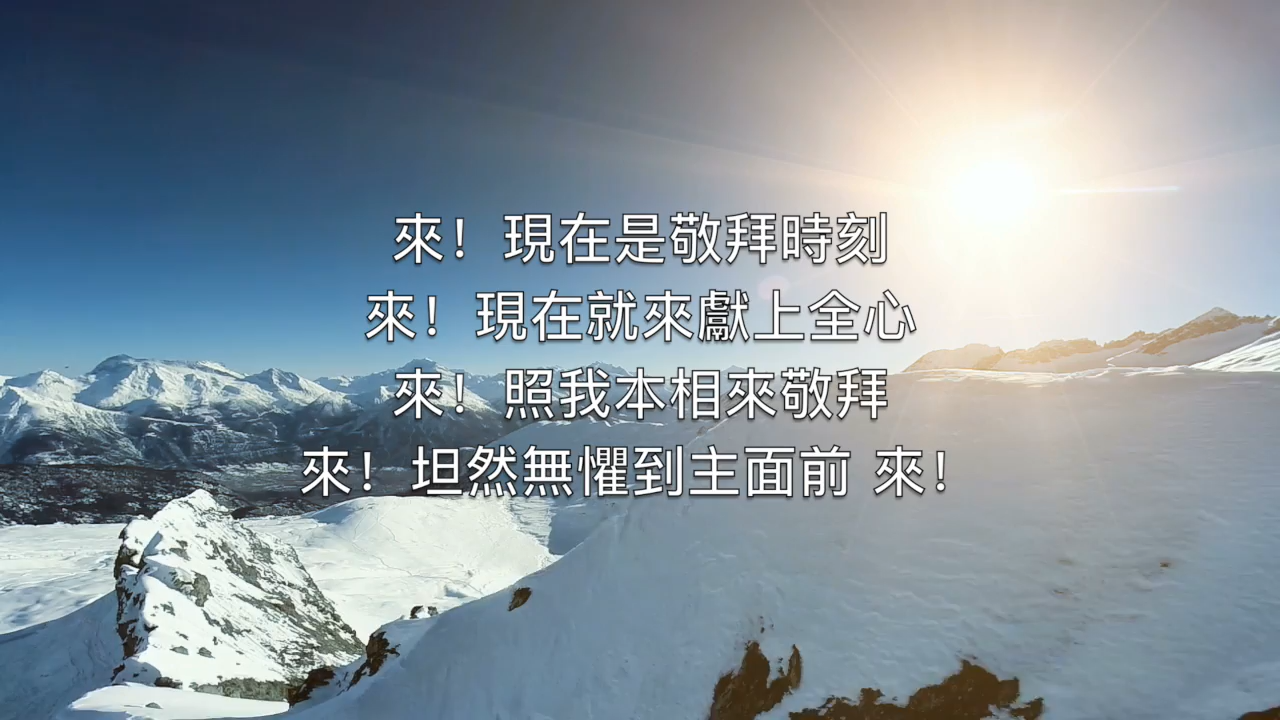 來！現在是敬拜時刻
來！現在就來獻上全心
來！照我本相來敬拜
來！坦然無懼到主面前 來！